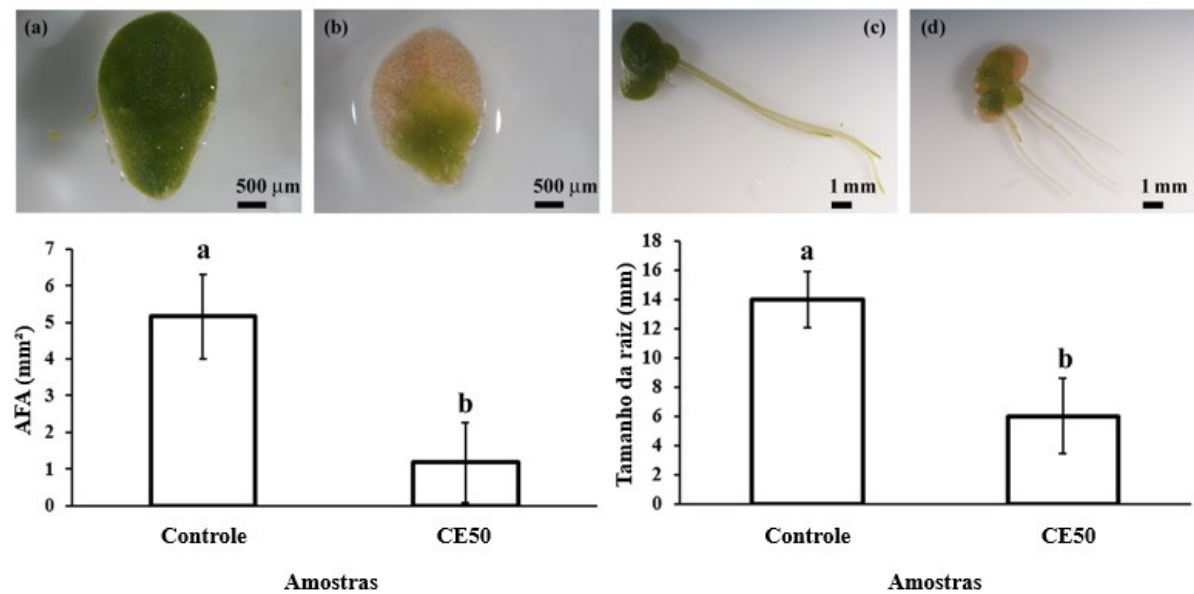 (a)
500 µm
(b)
500 µm
(c)
1 mm
(d)
1 mm
AFA (mm²)
7
6
5
4
3
2
1
0
a
b
Controle
CE50
Amostras
Tamanho da raiz (mm)
18
16
14
12
10
8
6
4
2
0
a
b
Controle
CE50
Amostras